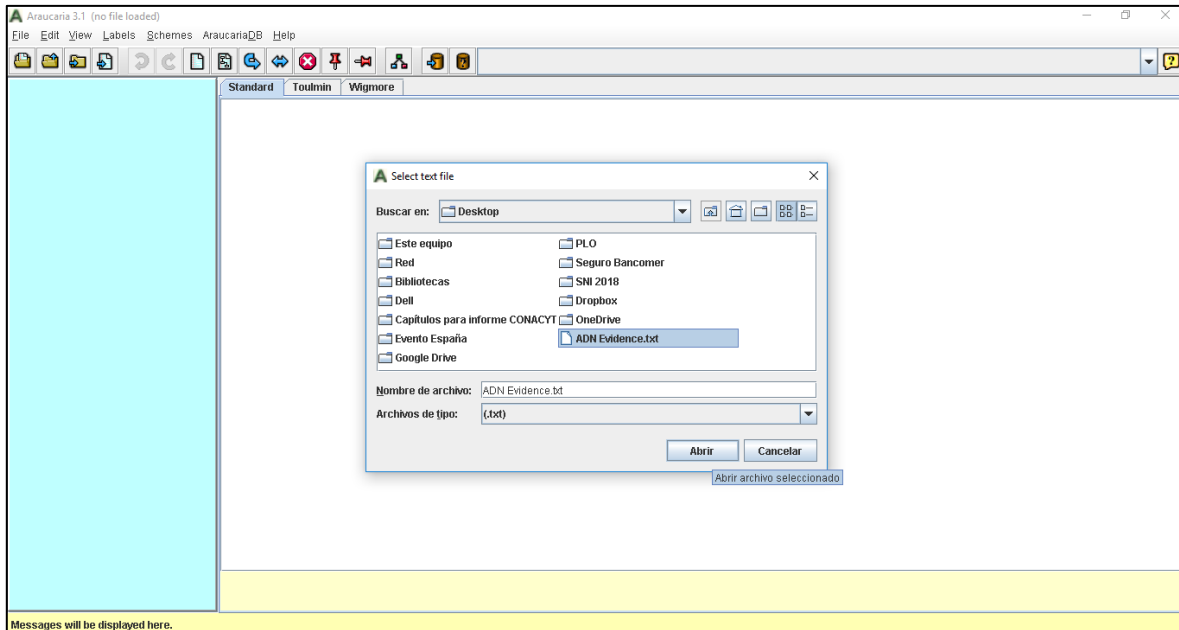 Araucaria 3.1 (no file loaded)
File Edit View Labels Schemes AraucariaDB Help
Standard Toulmin Wigmore
Select text file
Buscar en: Desktop
Este equipo PLO
Red Seguro Bancomer
Bibliotecas SNI 2018
Dell Dropbox
Capítulos para informe CONACYT OneDrive
Evento España ADN Evidence.txt
Google Drive
Nombre de archivo: ADN Evidence.txt
Archivos de tipo: (.txt)
Abrir Cancelar
Abrir archivo seleccionado
Messages will be displayed here.